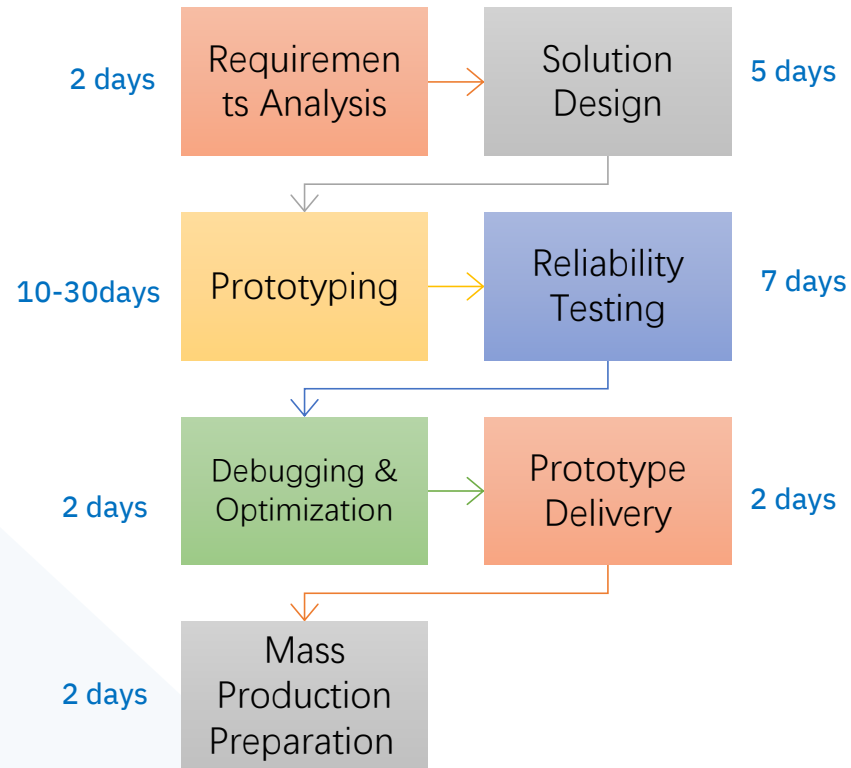 2 days
Requiremen
ts Analysis
Solution
Design
5 days
10-30days
Prototyping
Reliability
Testing
7 days
2 days
Debugging &
Optimization
Prototype
Delivery
2 days
2 days
Mass
Production
Preparation